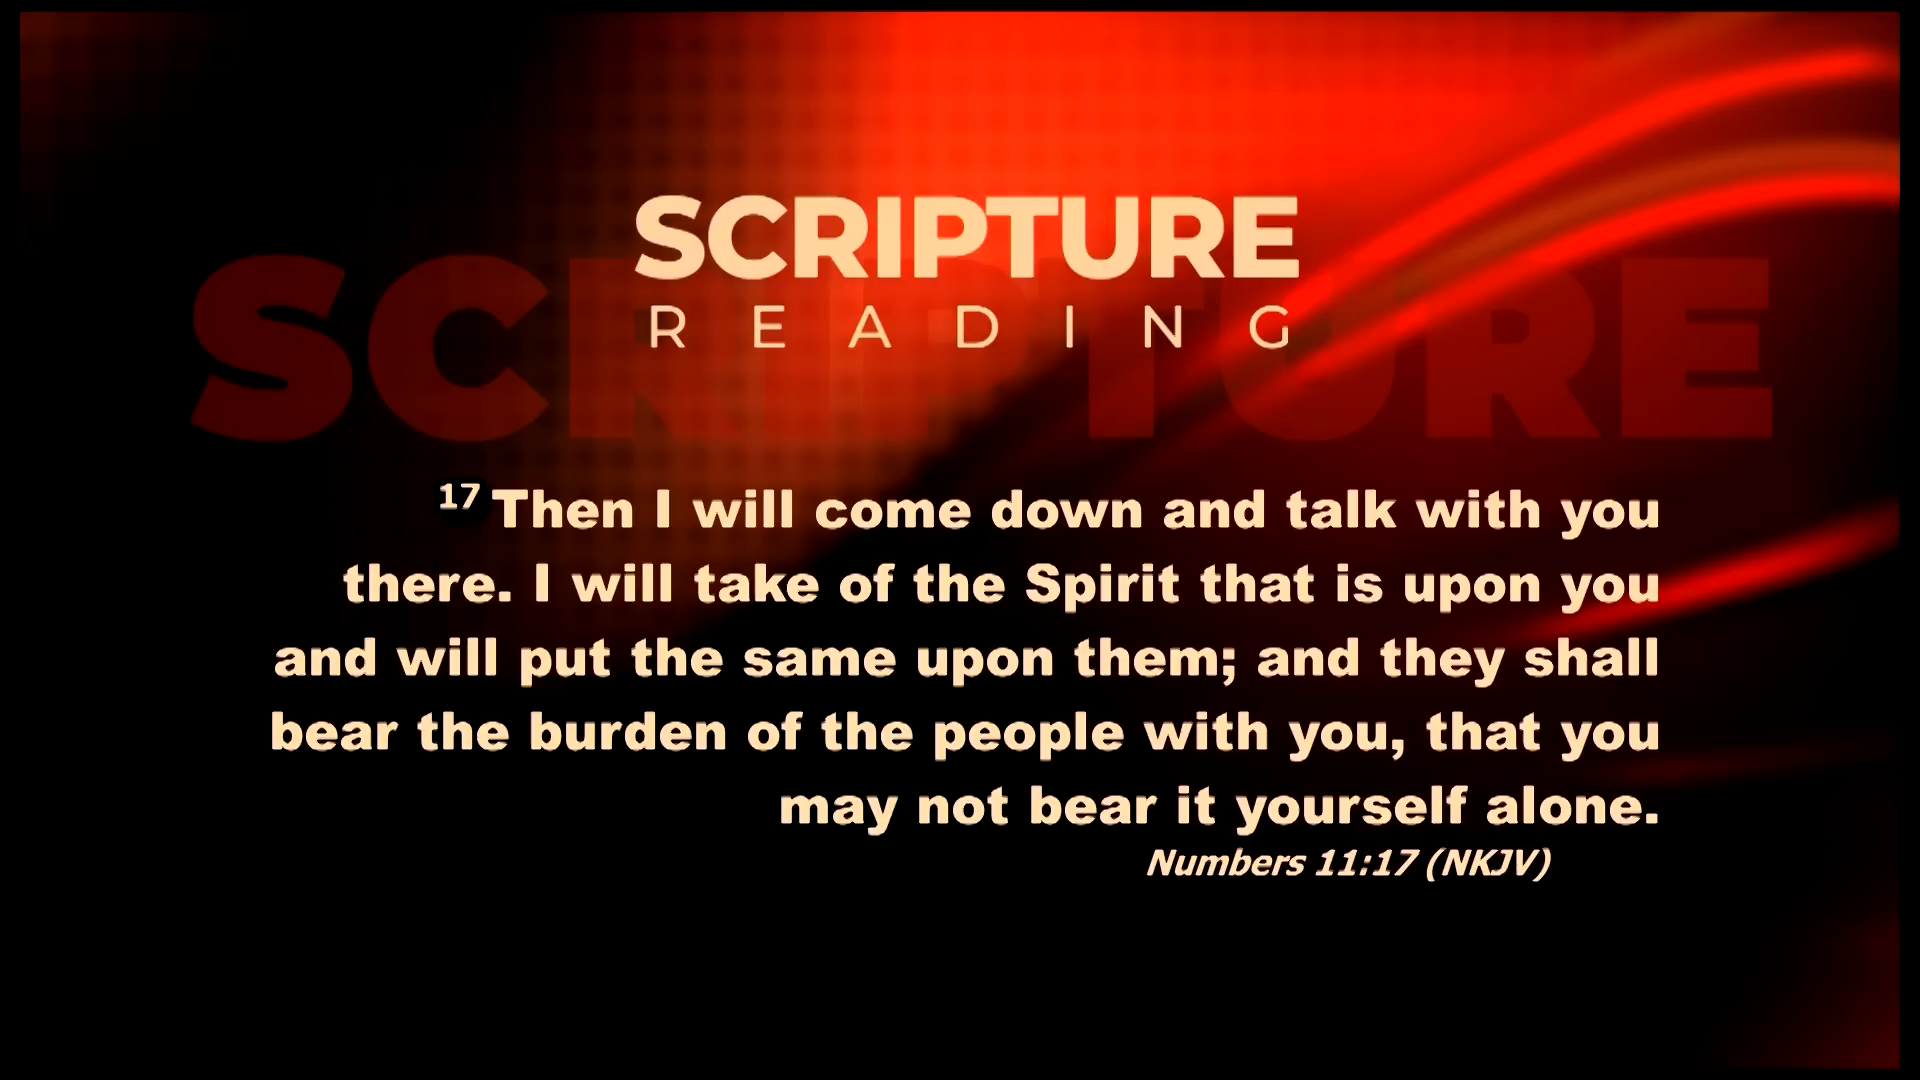 SCRIPTURE
READING
SCRIPTURE
17 Then I will come down and talk with you
there. I will take of the Spirit that is upon you
and will put the same upon them; and they shall
bear the burden of the people with you, that you
may not bear it yourself alone.
Numbers 11:17 (NKJV)